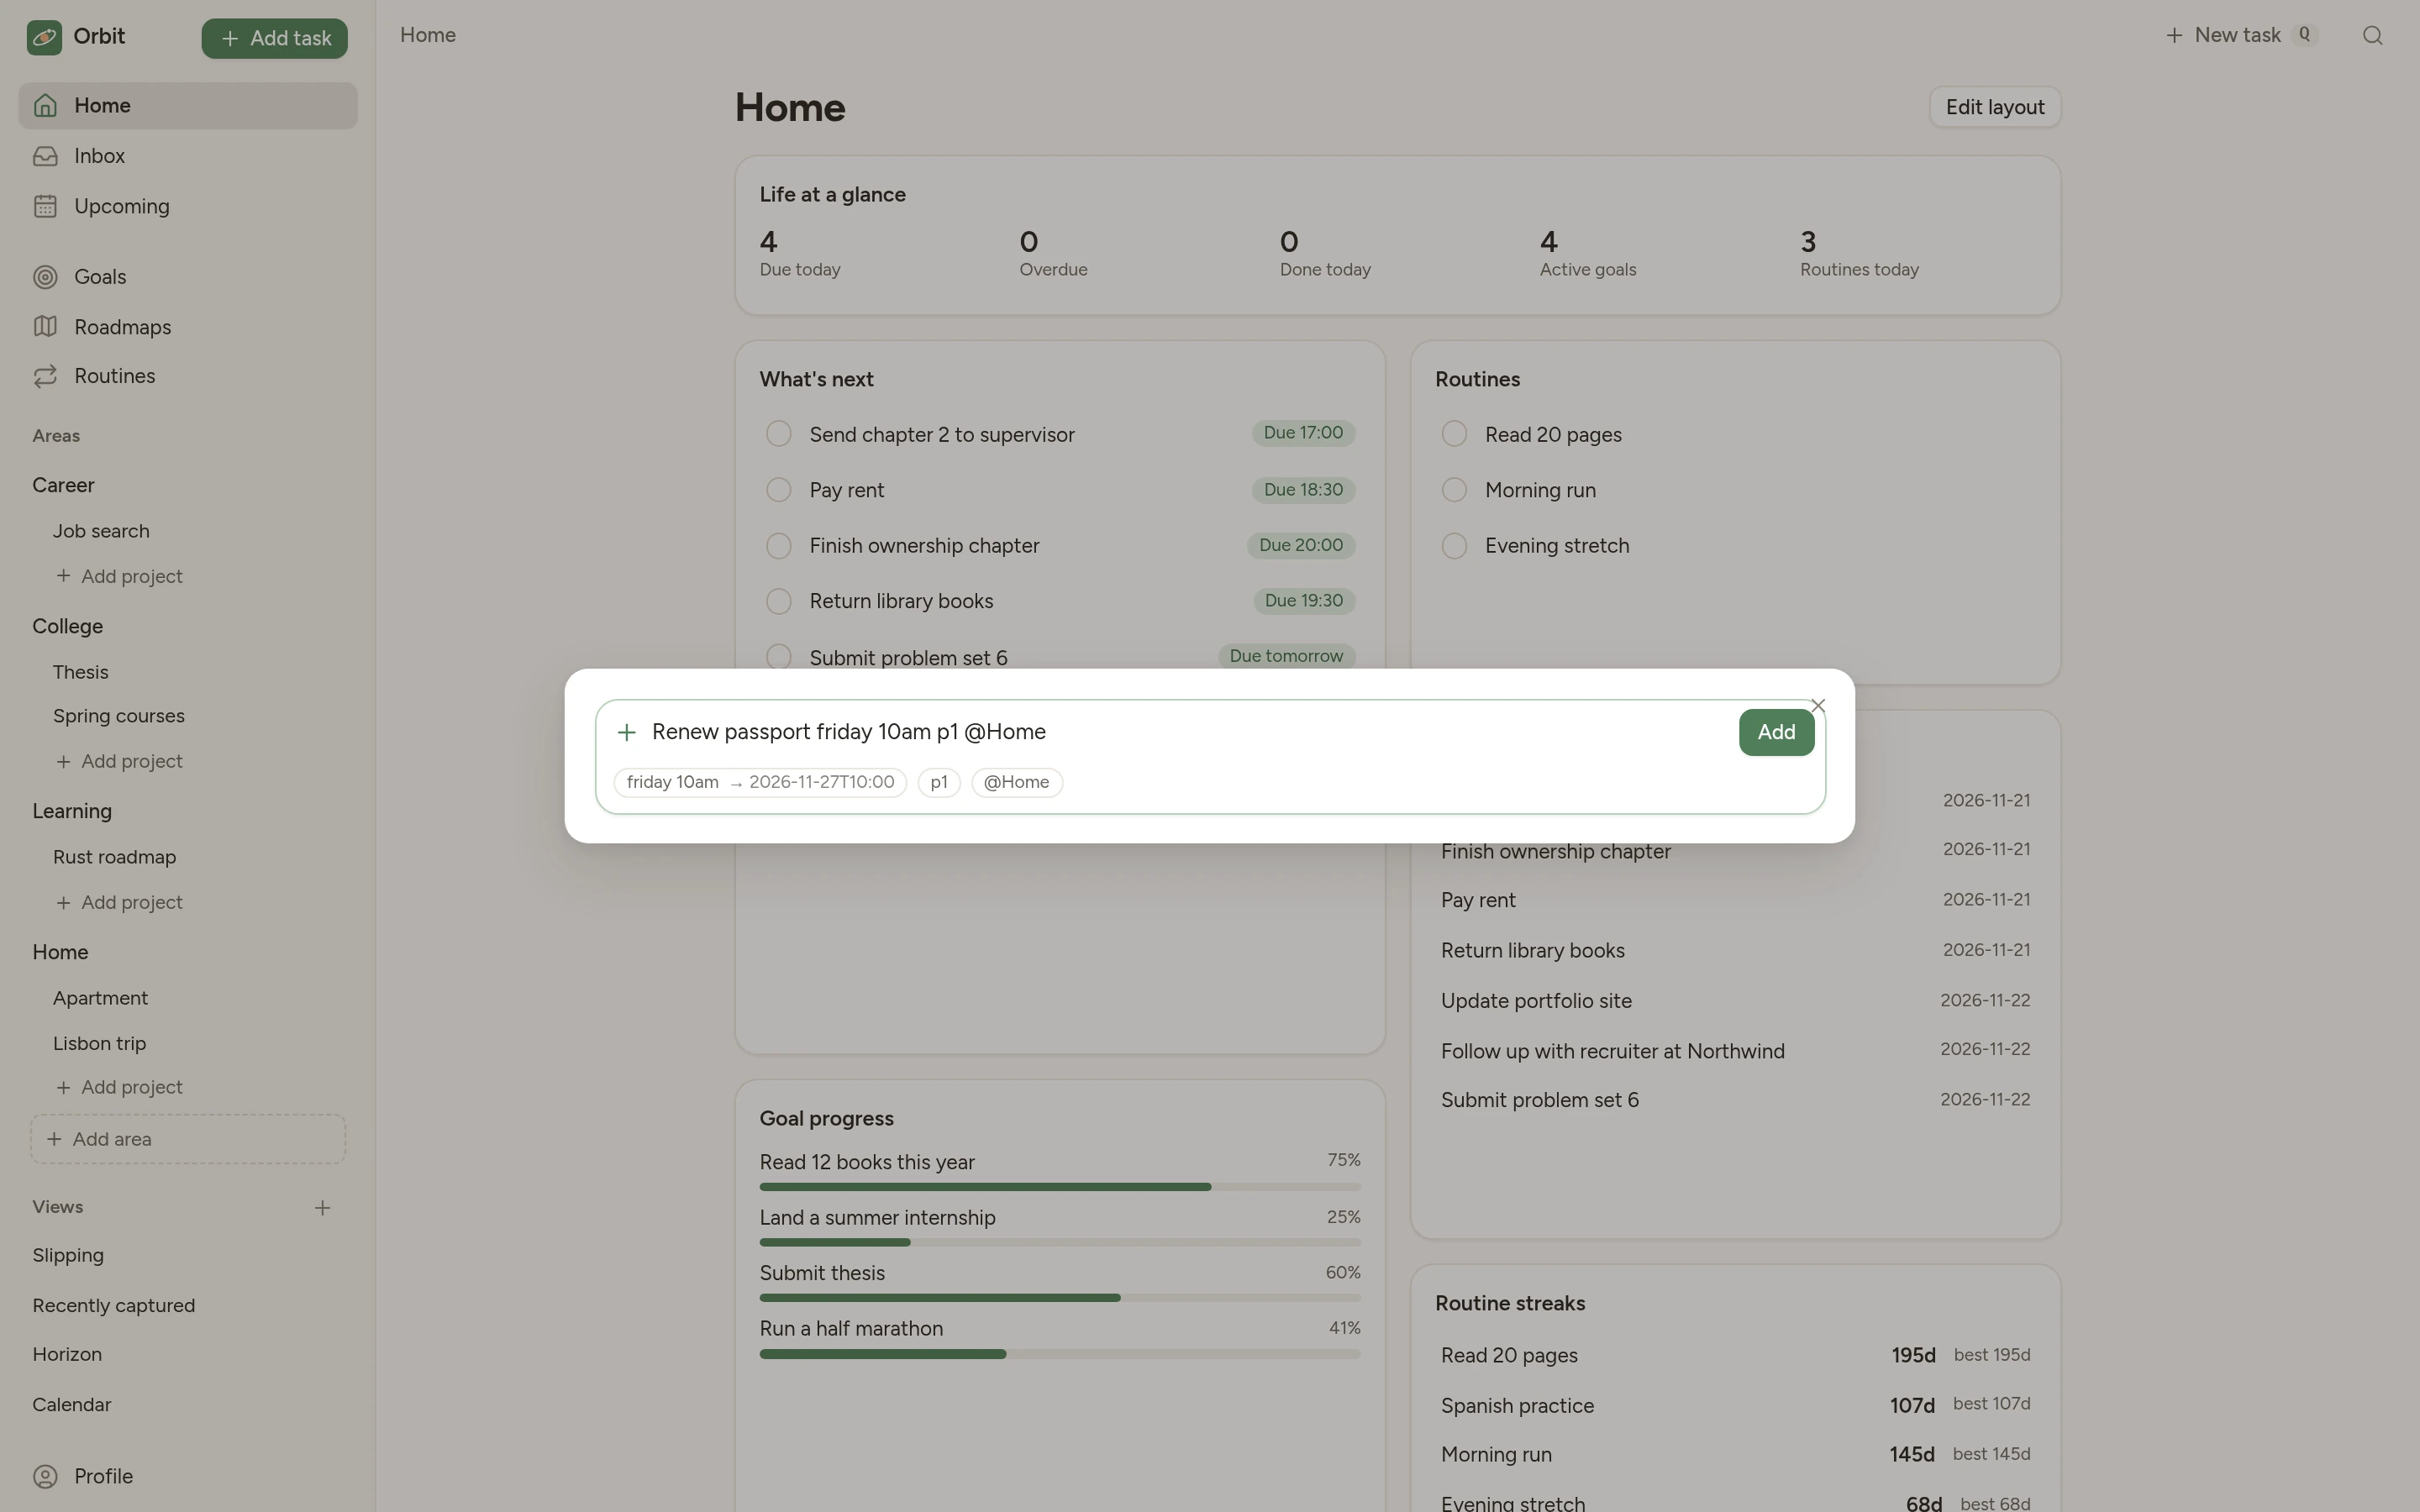 Orbit
Add task
Home
Inbox
Upcoming
Goals
Roadmaps
Routines
Areas
Career
Job search
Add project
College
Thesis
Spring courses
Add project
Learning
Rust roadmap
Add project
Home
Apartment
Lisbon trip
Add project
Add area
Views
Slipping
Recently captured
Horizon
Calendar
Profile
Home
New task Q
Home
Edit layout
Life at a glance
4 0 0 4 3
Due today Overdue Done today Active goals Routines today
What's next
Send chapter 2 to supervisor Due 17:00
Pay rent Due 18:30
Finish ownership chapter Due 20:00
Return library books Due 19:30
Submit problem set 6 Due tomorrow
Routines
Read 20 pages
Morning run
Evening stretch
Renew passport friday 10am p1 @Home
Add
friday 10am → 2026-11-27T10:00 p1 @Home
2026-11-21
Finish ownership chapter 2026-11-21
Pay rent 2026-11-21
Return library books 2026-11-21
Update portfolio site 2026-11-22
Follow up with recruiter at Northwind 2026-11-22
Submit problem set 6 2026-11-22
Goal progress
Read 12 books this year 75%
Land a summer internship 25%
Submit thesis 60%
Run a half marathon 41%
Routine streaks
Read 20 pages 195d best 195d
Spanish practice 107d best 107d
Morning run 145d best 145d
Evening stretch 68d best 68d